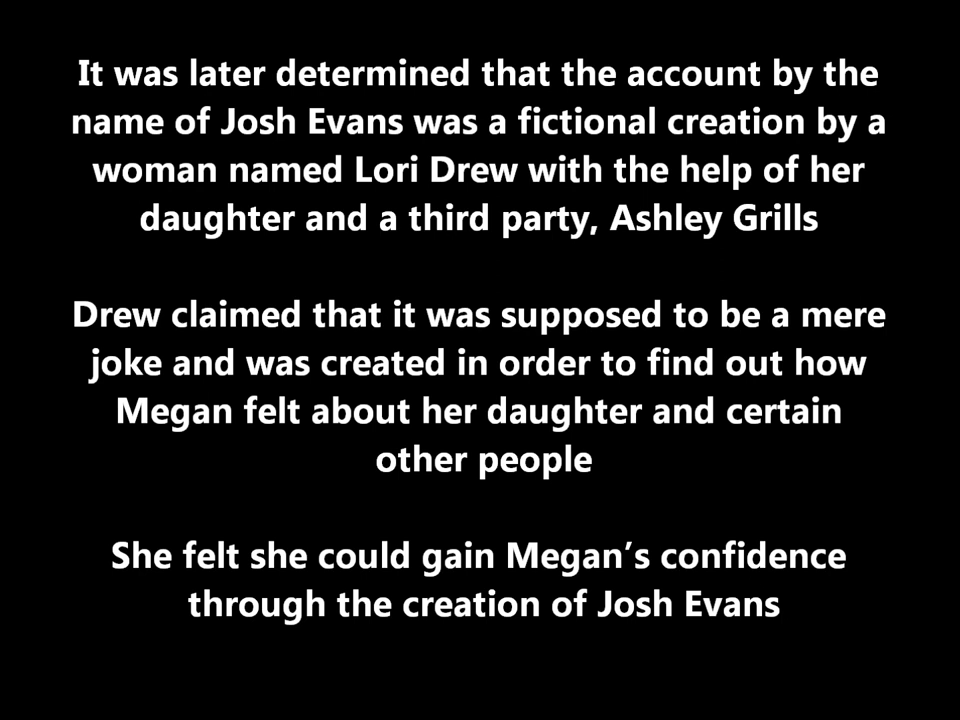 It was later determined that the account by the
name of Josh Evans was a fictional creation by a
woman named Lori Drew with the help of her
daughter and a third party, Ashley Grills
Drew claimed that it was supposed to be a mere
joke and was created in order to find out how
Megan felt about her daughter and certain
other people
She felt she could gain Megan’s confidence
through the creation of Josh Evans